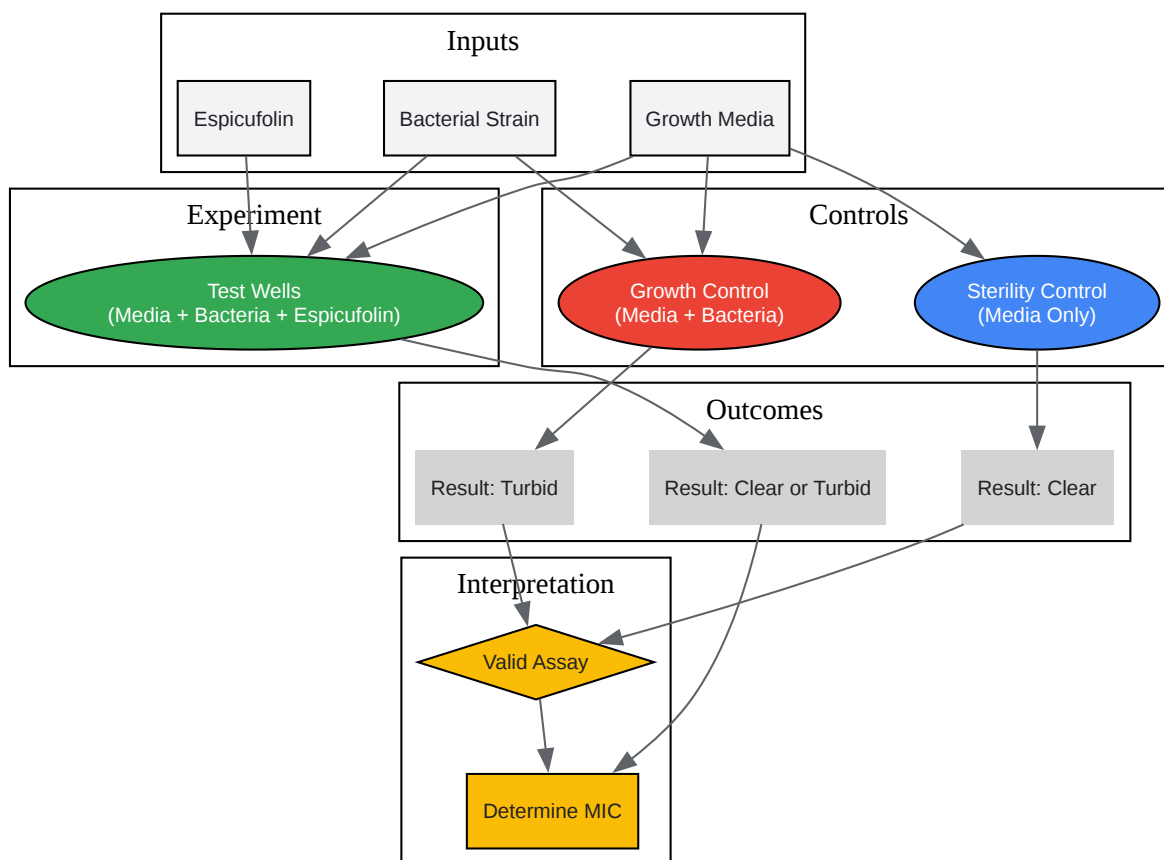 Inputs
Espicufolin
Bacterial Strain
Growth Media
Experiment
Controls
Test Wells
(Media + Bacteria + Espicufolin)
Growth Control
(Media + Bacteria)
Sterility Control
(Media Only)
Outcomes
Result: Turbid
Result: Clear or Turbid
Result: Clear
Interpretation
Valid Assay
Determine MIC